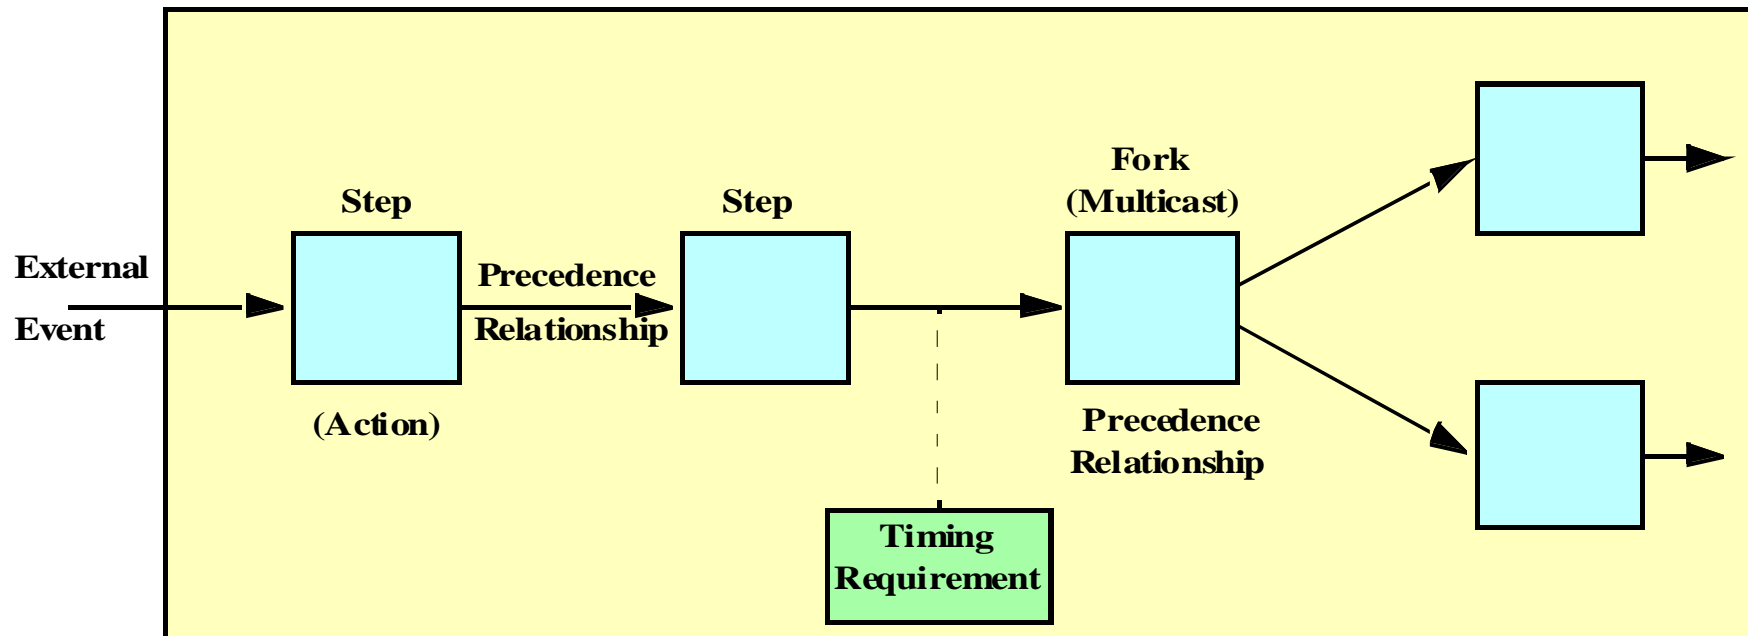 External
Event
Step
(Action)
Precedence
Relationship
Step
Fork
(Multicast)
Precedence
Relationship
Timing
Requirement